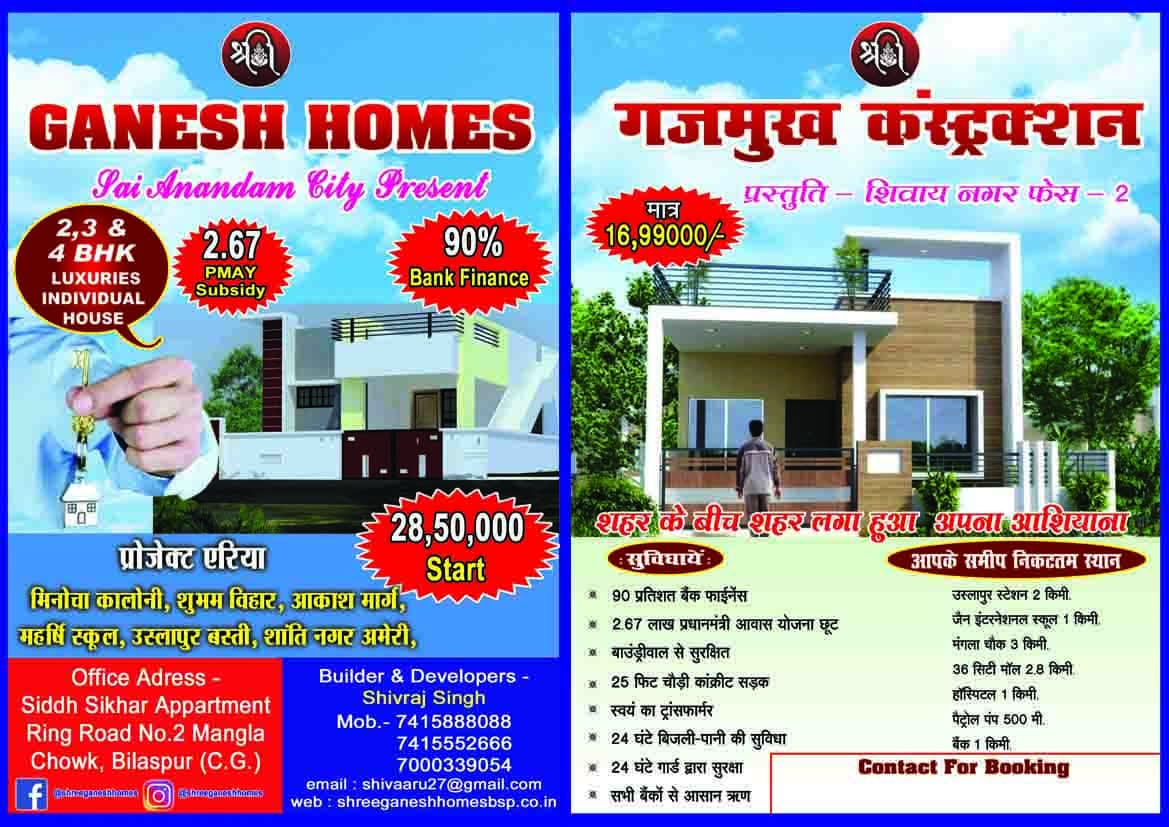 श्री
GANESH HOMES
Sai Anandam City Present
2,3 &
4 BHK
LUXURIES
INDIVIDUAL
HOUSE
2.67
PMAY
Subsidy
90%
Bank Finance
28,50,000
Start
प्रोजेक्ट एरिया
मिनोचा कालोनी, शुभम विहार, आकाश मार्ग,
महर्षि स्कूल, उस्लापुर बस्ती, शांति नगर अमेरी,
Office Adress -
Siddh Sikhar Appartment
Ring Road No.2 Mangla
Chowk, Bilaspur (C.G.)
@shreeganeshhomes
@shreeganeshhomes
Builder & Developers -
Shivraj Singh
Mob.- 7415888088
7415552666
7000339054
email : shivaaru27@gmail.com
web : shreeganeshhomesbsp.co.in
श्री
गजमुख कंस्ट्रक्शन
प्रस्तुति - शिवाय नगर फेस - 2
मात्र
16,99000/-
शहर के बीच शहर लगा हुआ अपना आशियाना
: सुविधायें :
90 प्रतिशत बैंक फाईनेंस
2.67 लाख प्रधानमंत्री आवास योजना छूट
बाउंड्रीवाल से सुरक्षित
25 फिट चौड़ी कांक्रीट सड़क
स्वयं का ट्रांसफार्मर
24 घंटे बिजली-पानी की सुविधा
24 घंटे गार्ड द्वारा सुरक्षा
सभी बैंकों से आसान ऋण
आपके समीप निकटतम स्थान
उस्लापुर स्टेशन 2 किमी.
जैन इंटरनेशनल स्कूल 1 किमी.
मंगला चौक 3 किमी.
36 सिटी मॉल 2.8 किमी.
हॉस्पिटल 1 किमी.
पैट्रोल पंप 500 मी.
बैंक 1 किमी.
Contact For Booking